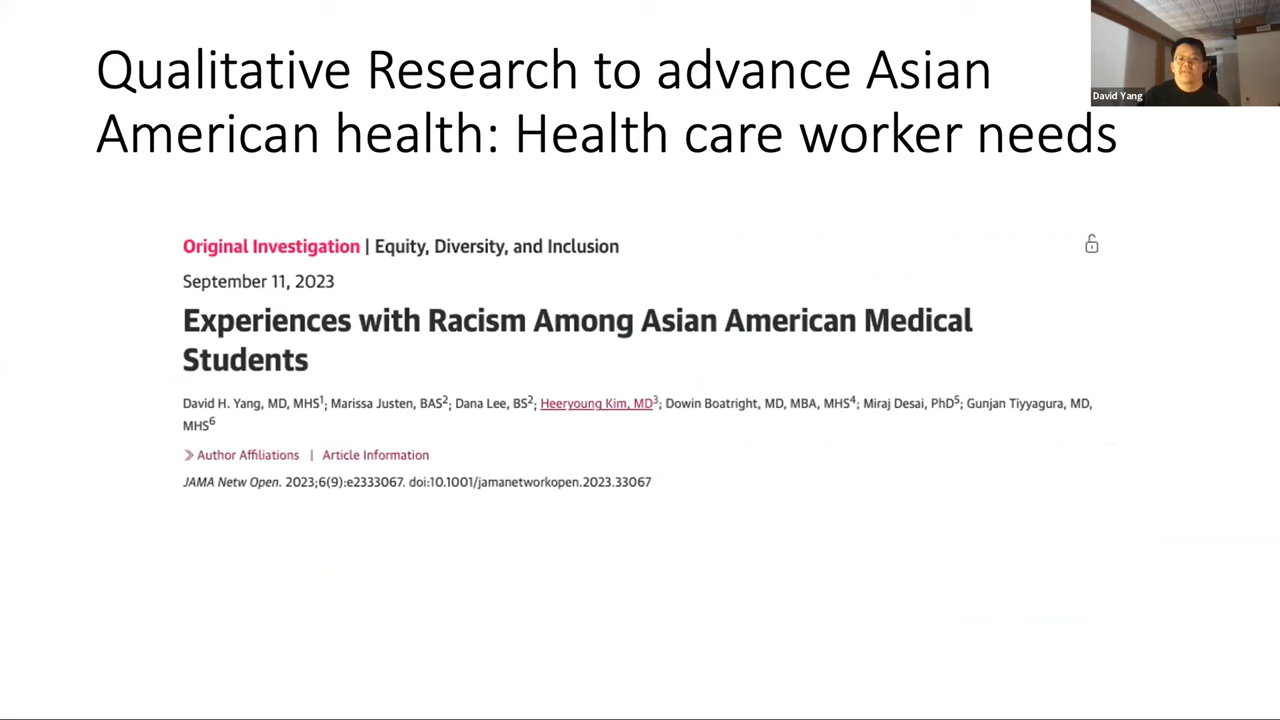 Qualitative Research to advance Asian
American health: Health care worker needs
David Yang
Original Investigation | Equity, Diversity, and Inclusion
September 11, 2023
Experiences with Racism Among Asian American Medical
Students
David H. Yang, MD, MHS1; Marissa Justen, BAS2; Dana Lee, BS2; Heeryoung Kim, MD3; Dowin Boatright, MD, MBA, MHS4; Miraj Desai, PhD5; Gunjan Tiyyagura, MD,
MHS6
Author Affiliations | Article Information
JAMA Netw Open. 2023;6(9):e2333067. doi:10.1001/jamanetworkopen.2023.33067